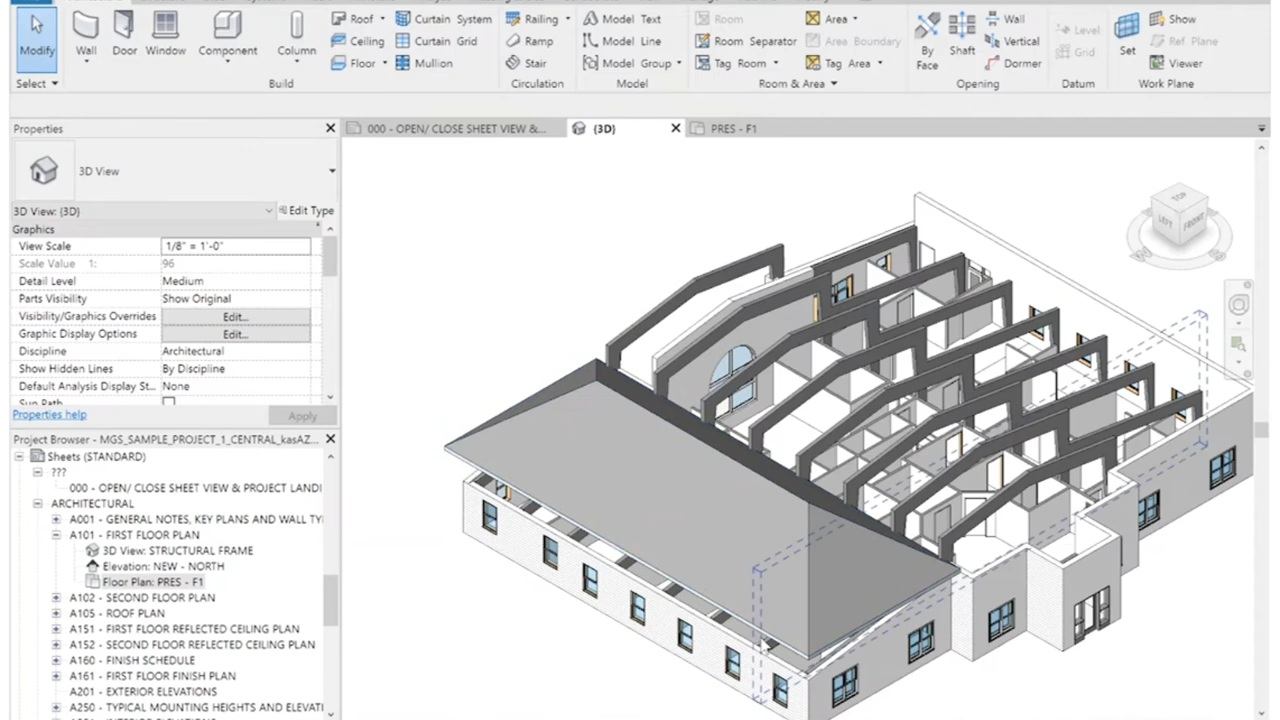 Roof Curtain System Railing Model Text Room Area Wall Show
Modify Wall Door Window Component Column Ceiling Curtain Grid Ramp Model Line Room Separator Area Boundary By Face Shaft Vertical Level Set Ref Plane
Floor Mullion Stair Model Group Tag Room Tag Area Dormer Grid Viewer
Select Build Circulation Model Room & Area Opening Datum Work Plane
Properties
000 - OPEN/ CLOSE SHEET VIEW &... {3D} PRES - F1
3D View
3D View: {3D} Edit Type
Graphics
View Scale 1/8" = 1'-0"
Scale Value 1: 96
Detail Level Medium
Parts Visibility Show Original
Visibility/Graphics Overrides Edit...
Graphic Display Options Edit...
Discipline Architectural
Show Hidden Lines By Discipline
Default Analysis Display St... None
Sun Path
Properties help Apply
Project Browser - MGS_SAMPLE_PROJECT_1_CENTRAL_kasAZ...
Sheets (STANDARD)
???
000 - OPEN/ CLOSE SHEET VIEW & PROJECT LANDI
ARCHITECTURAL
A001 - GENERAL NOTES, KEY PLANS AND WALL TY
A101 - FIRST FLOOR PLAN
3D View: STRUCTURAL FRAME
Elevation: NEW - NORTH
Floor Plan: PRES - F1
A102 - SECOND FLOOR PLAN
A105 - ROOF PLAN
A151 - FIRST FLOOR REFLECTED CEILING PLAN
A152 - SECOND FLOOR REFLECTED CEILING PLAN
A160 - FINISH SCHEDULE
A161 - FIRST FLOOR FINISH PLAN
A201 - EXTERIOR ELEVATIONS
A250 - TYPICAL MOUNTING HEIGHTS AND ELEVATI
TOP
LEFT FRONT